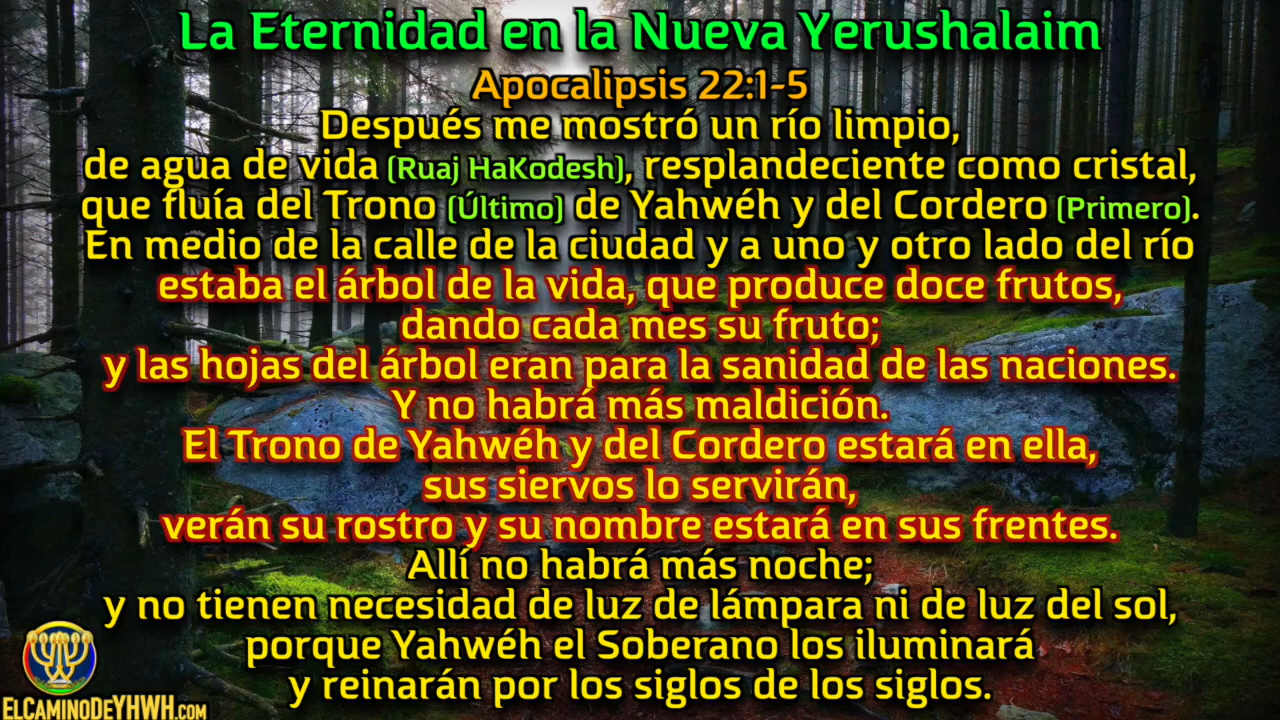 La Eternidad en la Nueva Yerushalaim
Apocalipsis 22:1-5
Después me mostró un río limpio,
de agua de vida (Ruaj HaKodesh), resplandeciente como cristal,
que fluía del Trono (Último) de Yahwéh y del Cordero (Primero).
En medio de la calle de la ciudad y a uno y otro lado del río
estaba el árbol de la vida, que produce doce frutos,
dando cada mes su fruto;
y las hojas del árbol eran para la sanidad de las naciones.
Y no habrá más maldición.
El Trono de Yahwéh y del Cordero estará en ella,
sus siervos lo servirán,
verán su rostro y su nombre estará en sus frentes.
Allí no habrá más noche;
y no tienen necesidad de luz de lámpara ni de luz del sol,
porque Yahwéh el Soberano los iluminará
y reinarán por los siglos de los siglos.
ELCAMINODEYHWH.com